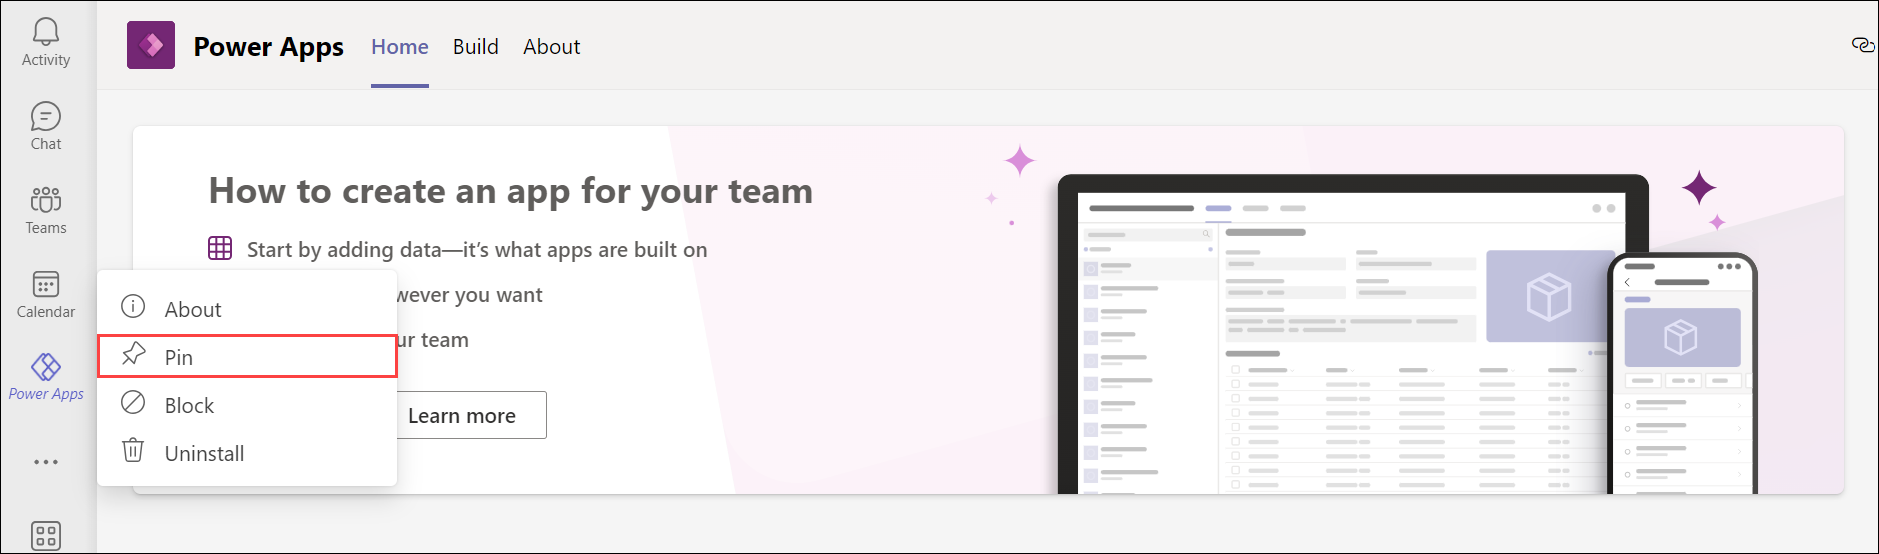 Activity
Chat
Teams
Calendar
Power Apps
Power Apps
Home
Build
About
How to create an app for your team
Start by adding data—it's what apps are built on
wever you want
ur team
Learn more
About
Pin
Block
Uninstall